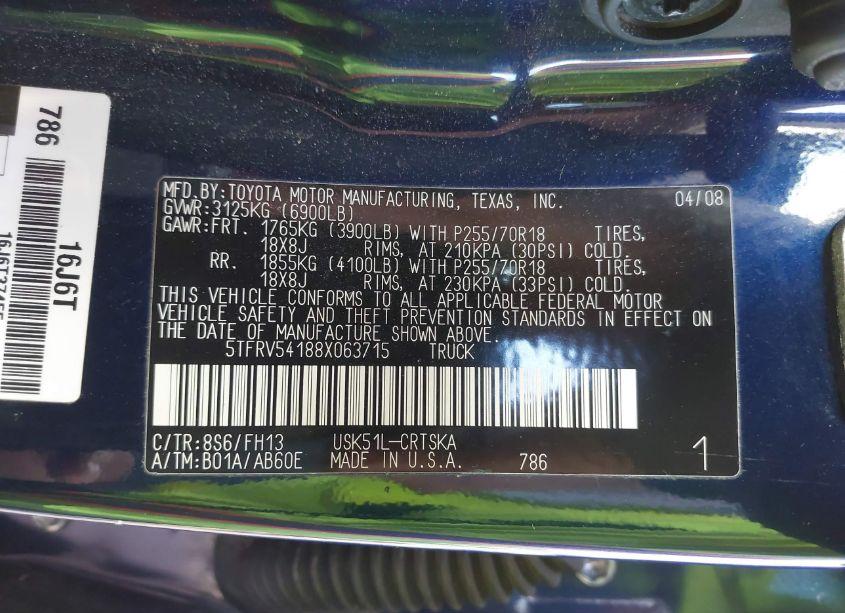 MFD.BY:TOYOTA MOTOR MANUFACTURING, TEXAS, INC. 04/08
GVWR:3125KG (6900LB)
GAWR:FRT. 1765KG (3900LB) WITH P255/70R18 TIRES,
18X8J RIMS, AT 210KPA (30PSI) COLD.
RR. 1855KG (4100LB) WITH P255/70R18 TIRES,
18X8J RIMS, AT 230KPA (33PSI) COLD.
THIS VEHICLE CONFORMS TO ALL APPLICABLE FEDERAL MOTOR
VEHICLE SAFETY AND THEFT PREVENTION STANDARDS IN EFFECT ON
THE DATE OF MANUFACTURE SHOWN ABOVE.
5TFRV54188X063715 TRUCK
C/TR:8S6/FH13 USK51L-CRTSKA
A/TM:B01A/AB60E MADE IN U.S.A. 786
1
786
16J6T